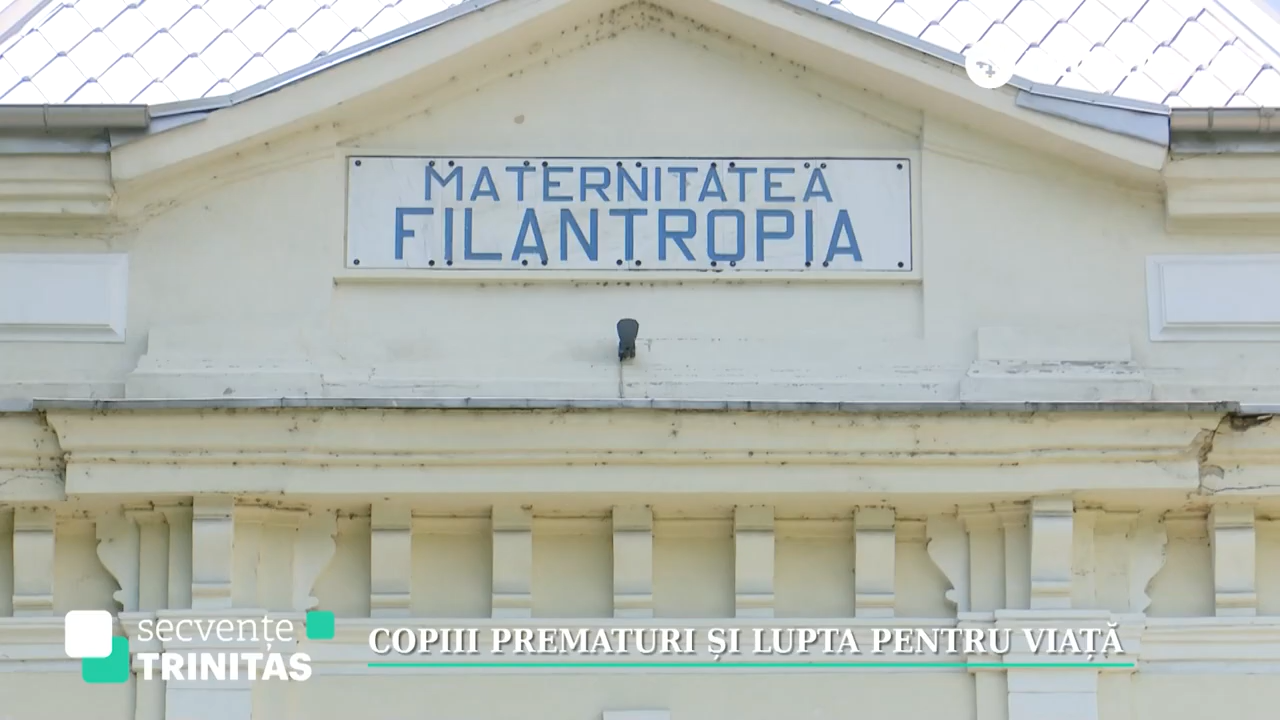 MATERNITATEA
FILANTROPIA
secvențe
TRINITAS
COPIII PREMATURI ȘI LUPTA PENTRU VIAȚĂ